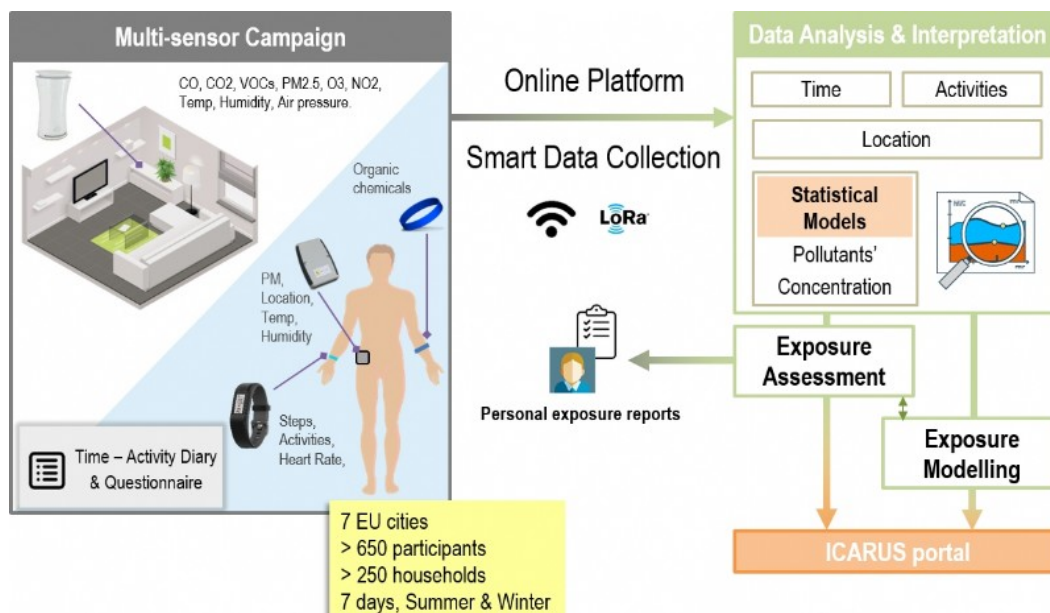 Multi-sensor Campaign
CO, CO2, VOCs, PM2.5, O3, NO2,
Temp, Humidity, Air pressure.
Organic
chemicals
PM,
Location,
Temp,
Humidity
Steps,
Activities,
Heart Rate,
Time – Activity Diary
& Questionnaire
7 EU cities
> 650 participants
> 250 households
7 days, Summer & Winter
Online Platform
Smart Data Collection
LoRa
Personal exposure reports
Data Analysis & Interpretation
Time
Activities
Location
Statistical
Models
Pollutants'
Concentration
Exposure
Assessment
Exposure
Modelling
ICARUS portal